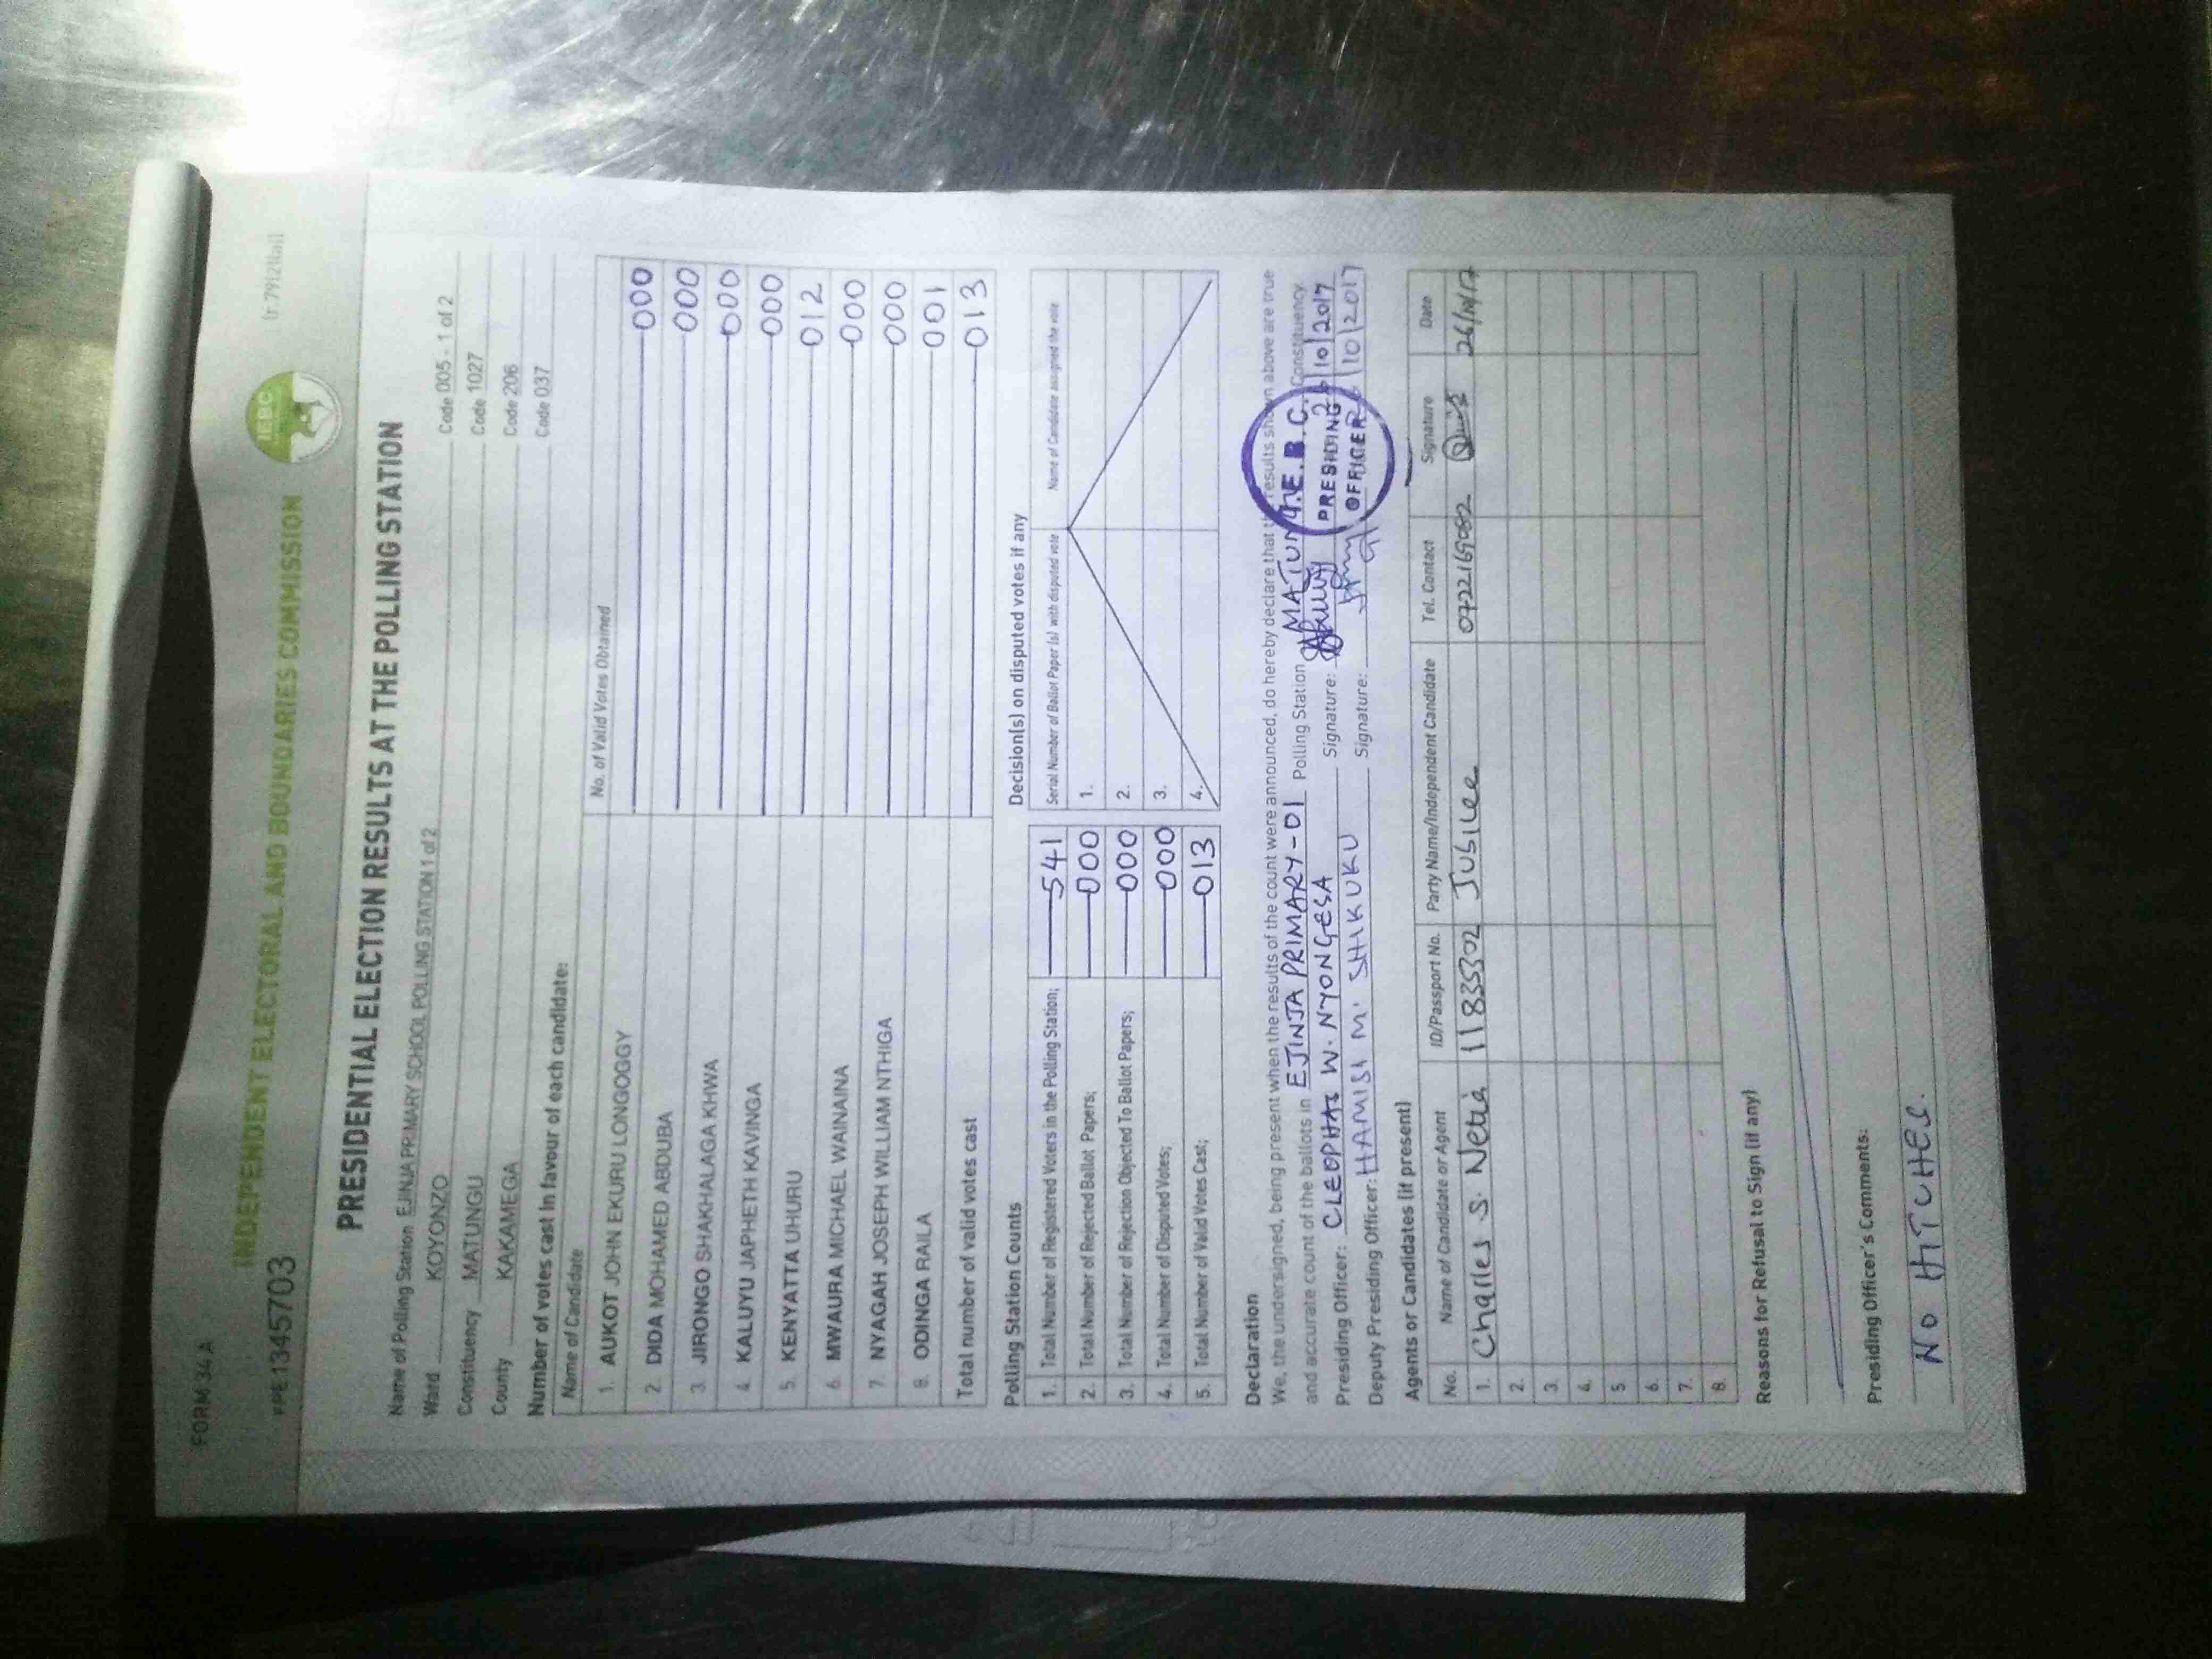 FORM 34A
INDEPENDENT ELECTORAL AND BOUNDARIES COMMISSION
IEBC
PPE 1345703
PRESIDENTIAL ELECTION RESULTS AT THE POLLING STATION
Name of Polling Station EJINJA PRIMARY SCHOOL POLLING STATION 1 of 2 Code 005 - 1 of 2
Ward KOYONZO Code 1027
Constituency MATUNGU Code 206
County KAKAMEGA Code 037
Number of votes cast in favour of each candidate:
Name of Candidate No. of Valid Votes Obtained
1. AUKOT JOHN EKURU LONGOGGY 000
2. DIDA MOHAMED ABDUBA 000
3. JIRONGO SHAKHALAGA KHWA 000
4. KALUYU JAPHETH KAVINGA 000
5. KENYATTA UHURU 012
6. MWAURA MICHAEL WAINAINA 000
7. NYAGAH JOSEPH WILLIAM NTHIGA 000
8. ODINGA RAILA 001
Total number of valid votes cast 013
Polling Station Counts
1. Total Number of Registered Voters in the Polling Station; 541
2. Total Number of Rejected Ballot Papers; 000
3. Total Number of Rejection Objected To Ballot Papers; 000
4. Total Number of Disputed Votes; 000
5. Total Number of Valid Votes Cast; 013
Decision(s) on disputed votes if any
Serial Number of Ballot Paper (s) with disputed vote Name of Candidate assigned the vote
1.
2.
3.
4.
Declaration
We, the undersigned, being present when the results of the count were announced, do hereby declare that the results shown above are true
and accurate count of the ballots in EJINJA PRIMARY-01 Polling Station MATUNGU Constituency.
Presiding Officer: CLEOPHAS W. NYONGESA Signature: 26/10/2017
Deputy Presiding Officer: HAMISI M. SHIKUKU Signature: /10/2017
I.E.B.C.
PRESIDING
OFFICER
Agents or Candidates (if present)
No. Name of Candidate or Agent ID/Passport No. Party Name/Independent Candidate Tel. Contact Signature Date
1. Charles S. Netia 11835302 Jubilee 0722169082 26/10/17
2.
3.
4.
5.
6.
7.
8.
Reasons for Refusal to Sign (if any)
Presiding Officer's Comments:
NO HITCHES.